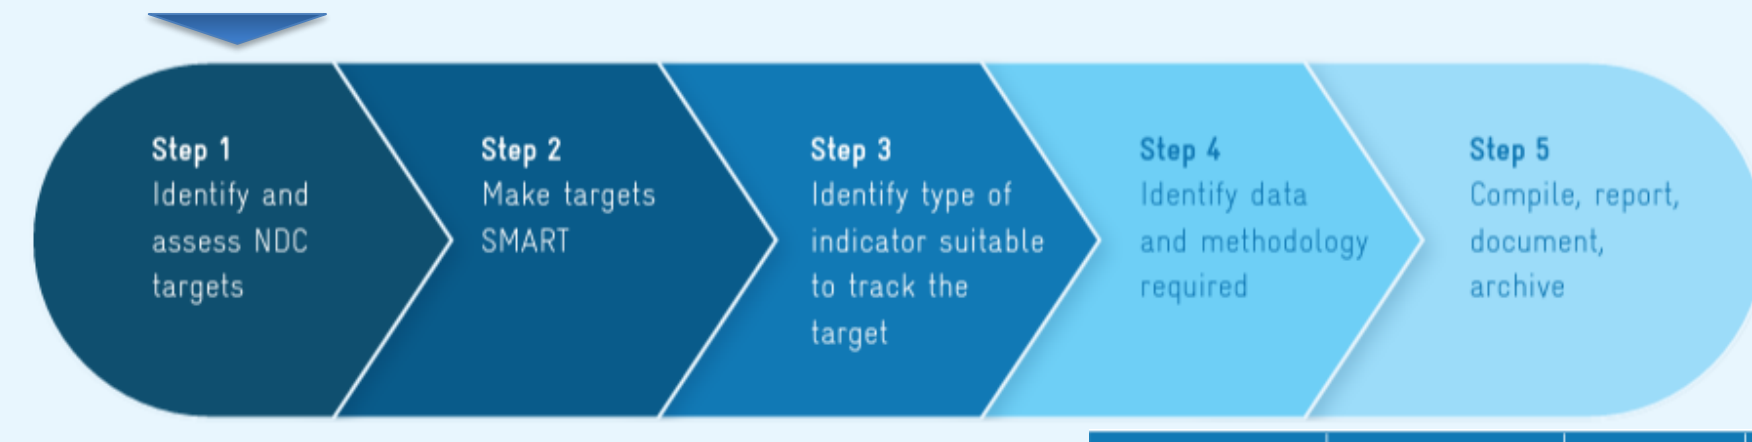 Step 1
Identify and
assess NDC
targets
Step 2
Make targets
SMART
Step 3
Identify type of
indicator suitable
to track the
target
Step 4
Identify data
and methodology
required
Step 5
Compile, report,
document,
archive